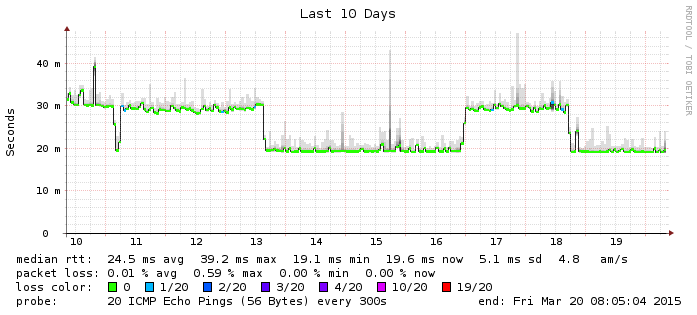 Last 10 Days
RRDTOOL / TOBI OETIKER
Seconds
40 m
30 m
20 m
10 m
0
10 11 12 13 14 15 16 17 18 19
median rtt: 24.5 ms avg 39.2 ms max 19.1 ms min 19.6 ms now 5.1 ms sd 4.8 am/s
packet loss: 0.01 % avg 0.59 % max 0.00 % min 0.00 % now
loss color: 0 1/20 2/20 3/20 4/20 10/20 19/20
probe: 20 ICMP Echo Pings (56 Bytes) every 300s end: Fri Mar 20 08:05:04 2015